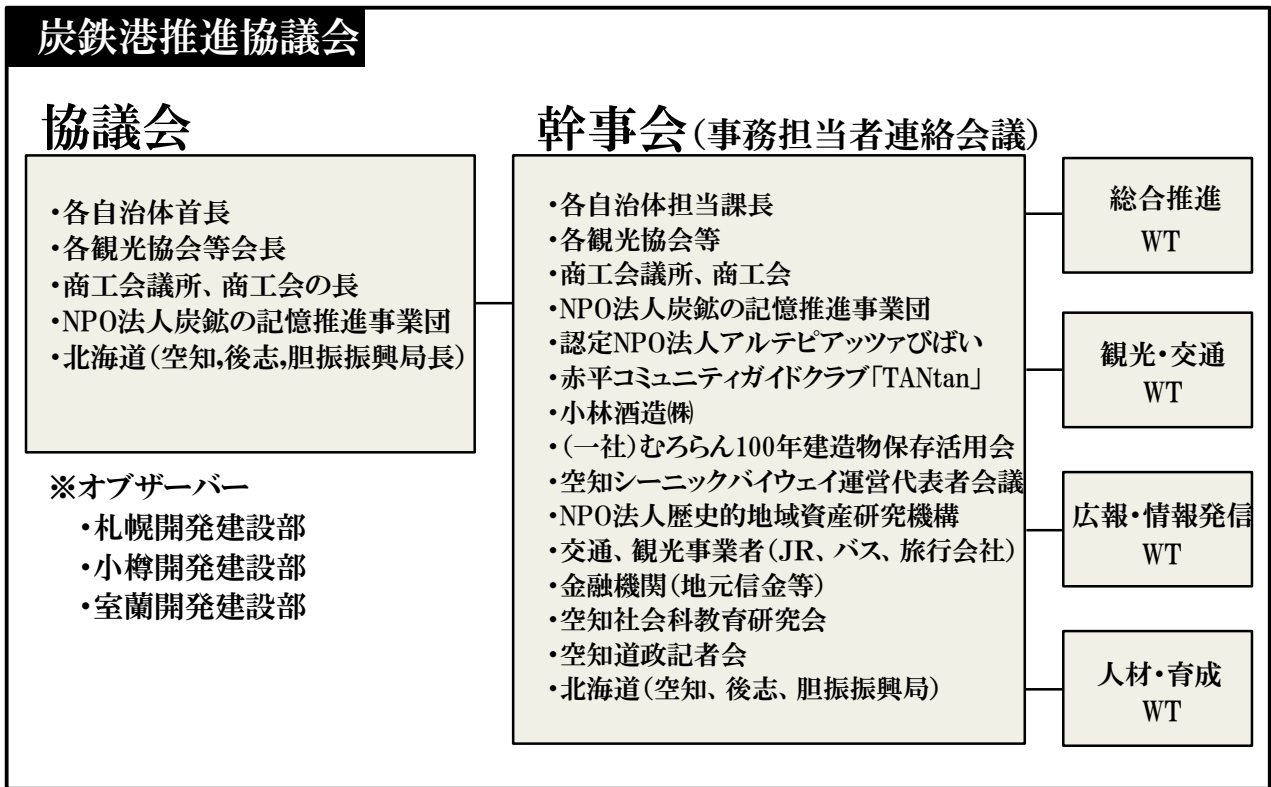 炭鉄港推進協議会
協議会
・各自治体首長
・各観光協会等会長
・商工会議所、商工会の長
・NPO法人炭鉱の記憶推進事業団
・北海道(空知,後志,胆振振興局長)
※オブザーバー
・札幌開発建設部
・小樽開発建設部
・室蘭開発建設部
幹事会(事務担当者連絡会議)
・各自治体担当課長
・各観光協会等
・商工会議所、商工会
・NPO法人炭鉱の記憶推進事業団
・認定NPO法人アルテピアッツァびばい
・赤平コミュニティガイドクラブ「TANtan」
・小林酒造㈱
・(一社)むろらん100年建造物保存活用会
・空知シーニックバイウェイ運営代表者会議
・NPO法人歴史的地域資産研究機構
・交通、観光事業者(JR、バス、旅行会社)
・金融機関(地元信金等)
・空知社会科教育研究会
・空知道政記者会
・北海道(空知、後志、胆振振興局)
総合推進
WT
観光・交通
WT
広報・情報発信
WT
人材・育成
WT